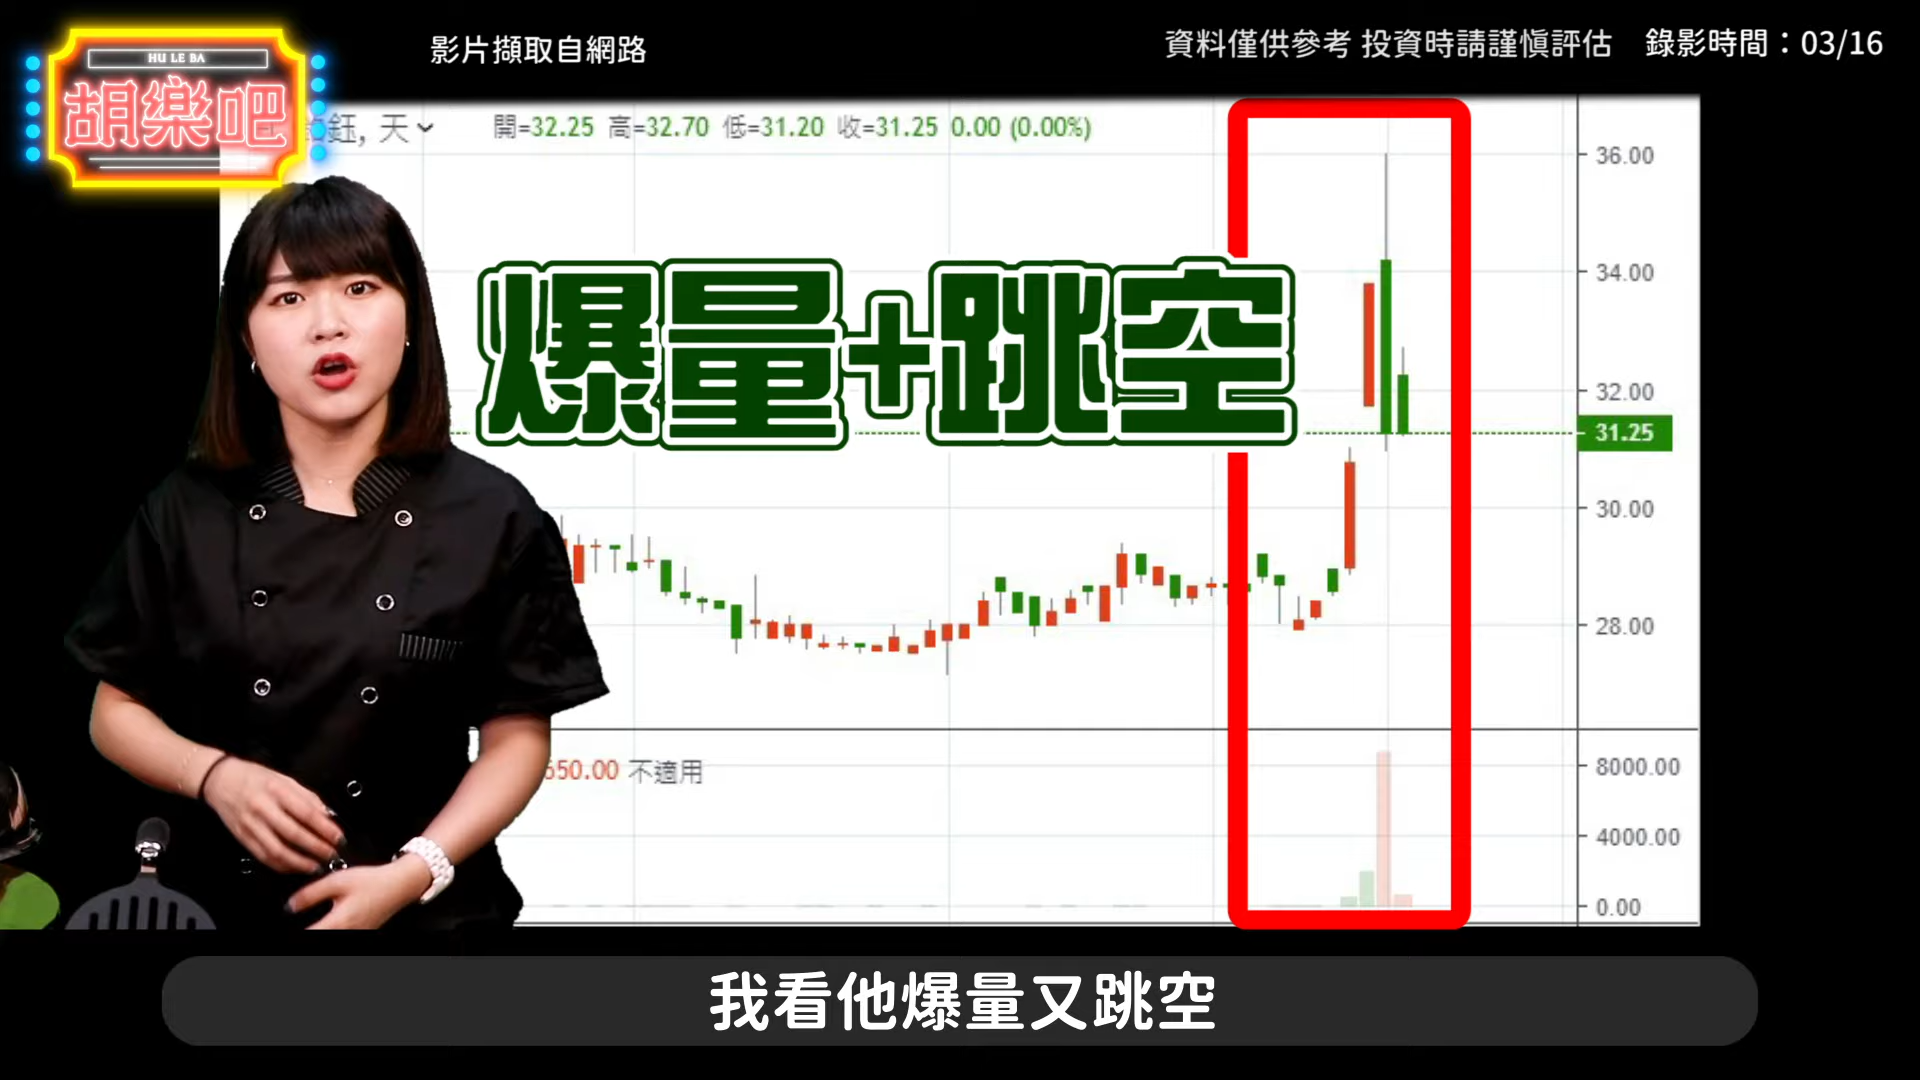 HU LE BA
胡樂吧
影片擷取自網路
資料僅供參考 投資時請謹慎評估 錄影時間：03/16
鈺, 天 開=32.25 高=32.70 低=31.20 收=31.25 0.00 (0.00%)
36.00
34.00
爆量+跳空
32.00
31.25
30.00
28.00
650.00 不適用
8000.00
4000.00
0.00
我看他爆量又跳空